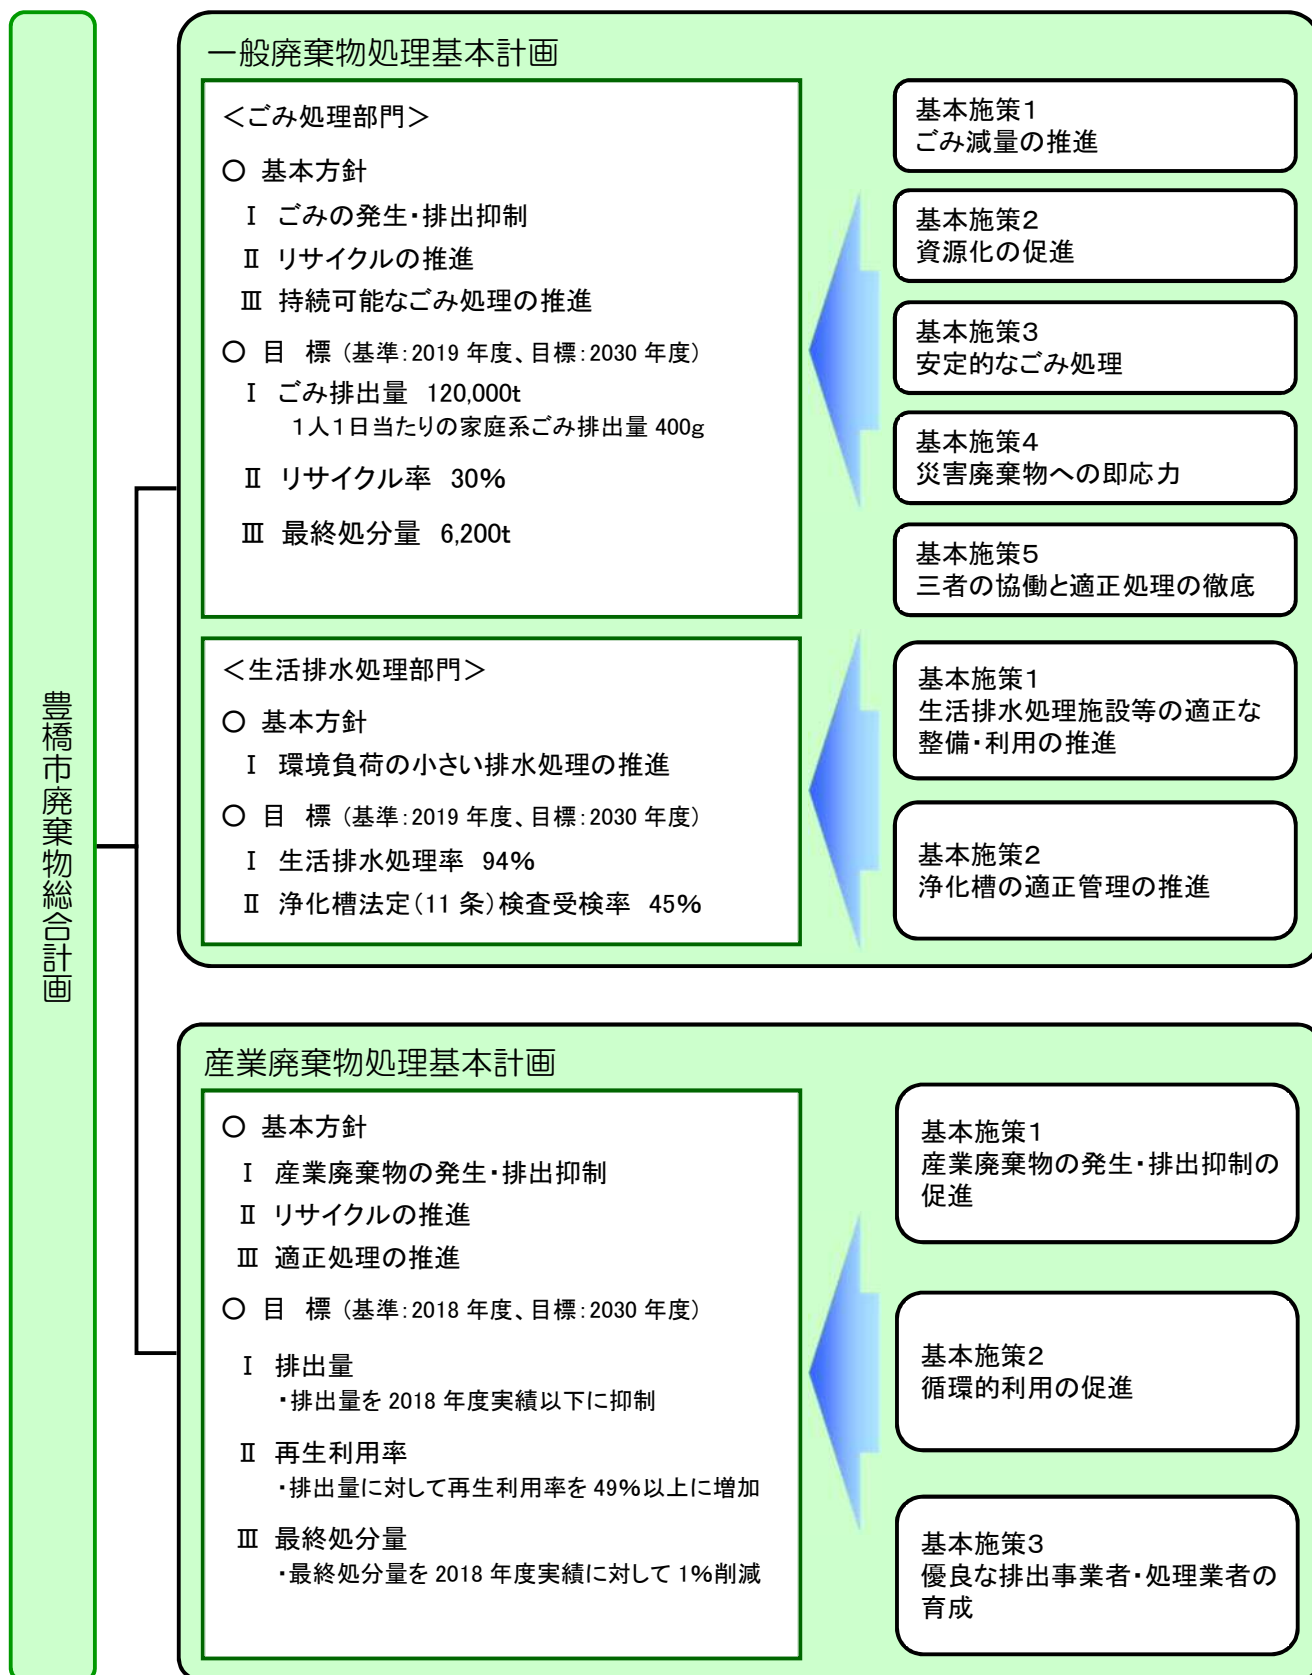 豊橋市廃棄物総合計画
一般廃棄物処理基本計画
＜ごみ処理部門＞
○ 基本方針
Ⅰ ごみの発生・排出抑制
Ⅱ リサイクルの推進
Ⅲ 持続可能なごみ処理の推進
○ 目 標（基準：2019 年度、目標：2030 年度）
Ⅰ ごみ排出量 120,000t
１人１日当たりの家庭系ごみ排出量 400g
Ⅱ リサイクル率 30%
Ⅲ 最終処分量 6,200t
基本施策１
ごみ減量の推進
基本施策２
資源化の促進
基本施策３
安定的なごみ処理
基本施策４
災害廃棄物への即応力
基本施策５
三者の協働と適正処理の徹底
＜生活排水処理部門＞
○ 基本方針
Ⅰ 環境負荷の小さい排水処理の推進
○ 目 標（基準：2019 年度、目標：2030 年度）
Ⅰ 生活排水処理率 94%
Ⅱ 浄化槽法定（11 条）検査受検率 45%
基本施策１
生活排水処理施設等の適正な
整備・利用の推進
基本施策２
浄化槽の適正管理の推進
産業廃棄物処理基本計画
○ 基本方針
Ⅰ 産業廃棄物の発生・排出抑制
Ⅱ リサイクルの推進
Ⅲ 適正処理の推進
○ 目 標（基準：2018 年度、目標：2030 年度）
Ⅰ 排出量
・排出量を 2018 年度実績以下に抑制
Ⅱ 再生利用率
・排出量に対して再生利用率を 49%以上に増加
Ⅲ 最終処分量
・最終処分量を 2018 年度実績に対して 1%削減
基本施策１
産業廃棄物の発生・排出抑制の
促進
基本施策２
循環的利用の促進
基本施策３
優良な排出事業者・処理業者の
育成